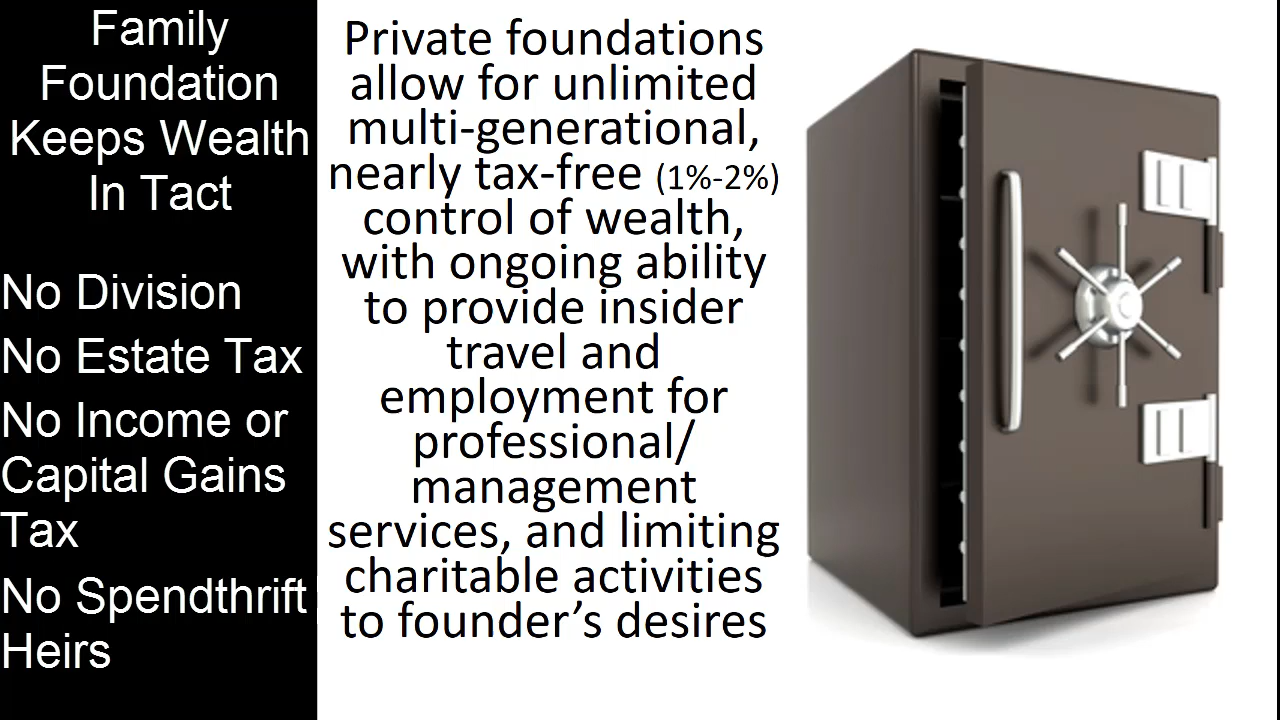 Family
Foundation
Keeps Wealth
In Tact
No Division
No Estate Tax
No Income or
Capital Gains
Tax
No Spendthrift
Heirs
Private foundations
allow for unlimited
multi-generational,
nearly tax-free (1%-2%)
control of wealth,
with ongoing ability
to provide insider
travel and
employment for
professional/
management
services, and limiting
charitable activities
to founder’s desires